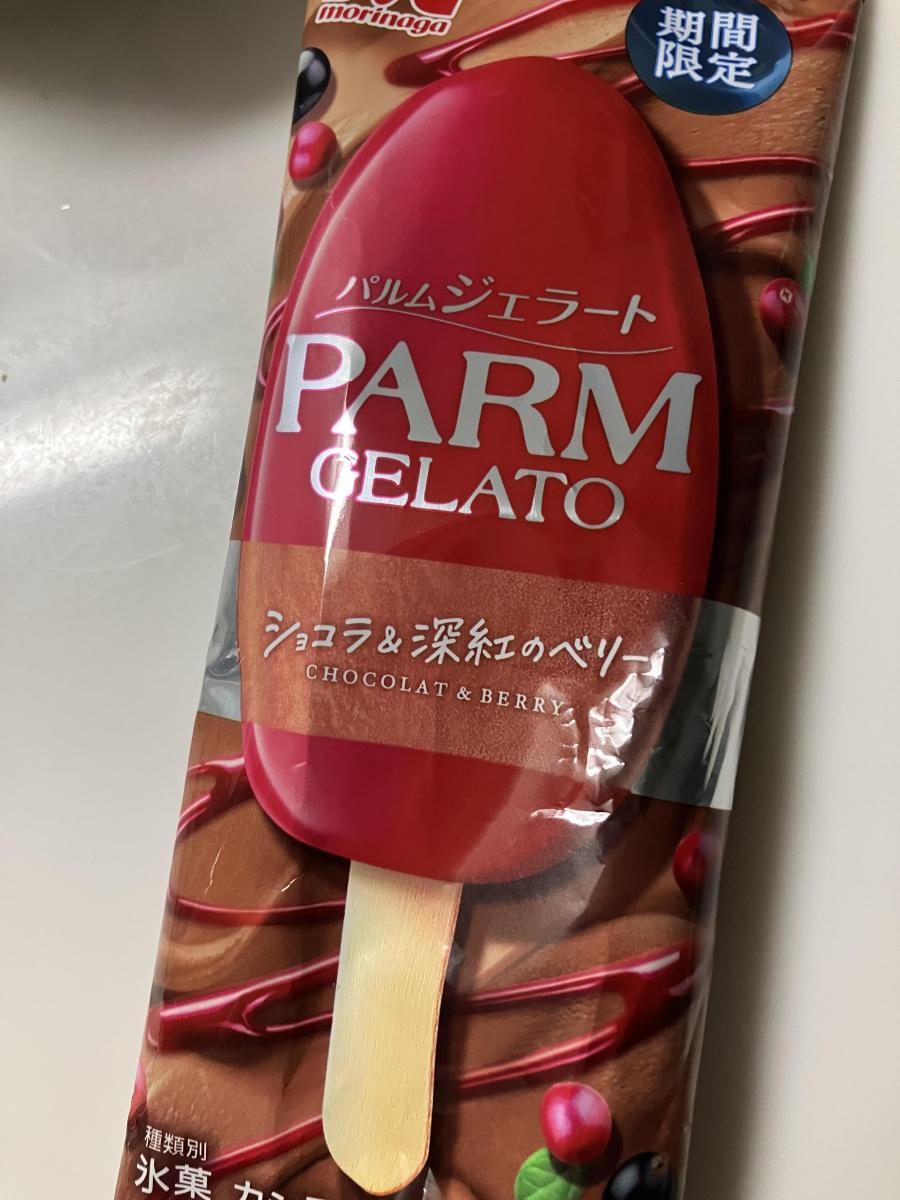 morinaga
期間
限定
パルムジェラート
PARM
GELATO
ショコラ&深紅のベリー
CHOCOLAT & BERRY
種類別
氷菓